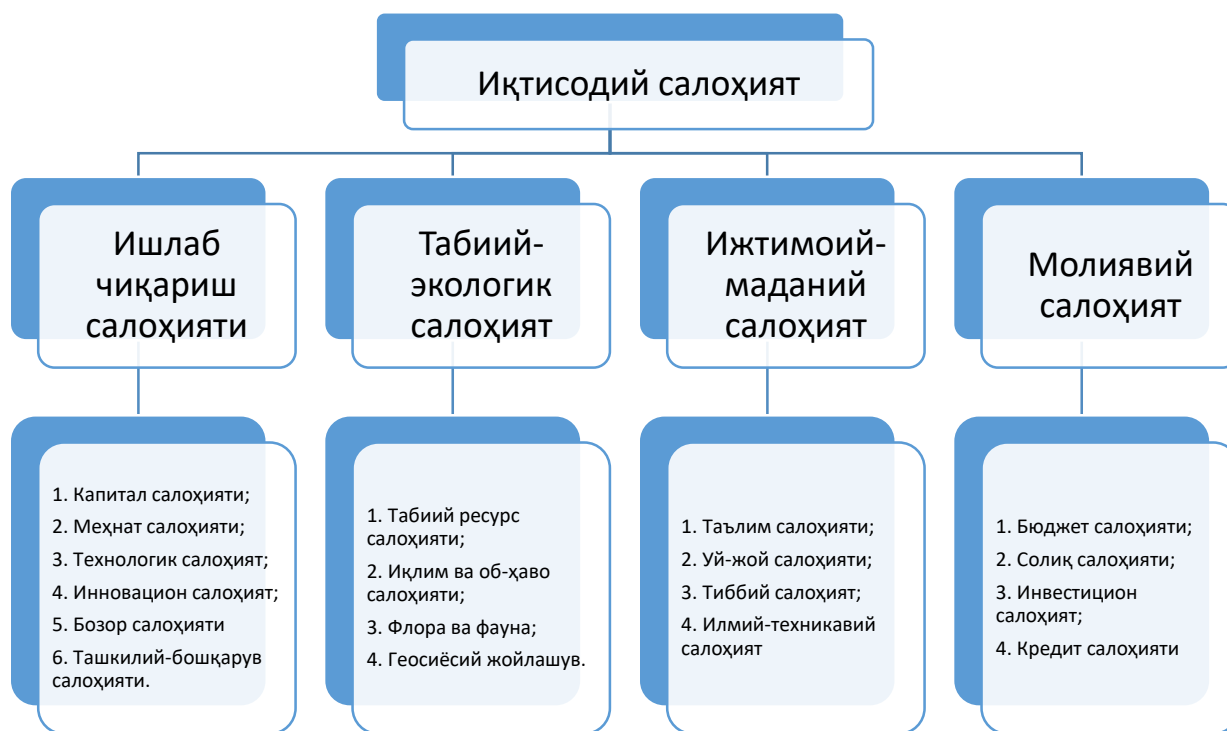 Иқтисодий салоҳият
Ишлаб
чиқариш
салоҳияти
Табиий-
экологик
салоҳият
Ижтимоий-
маданий
салоҳият
Молиявий
салоҳият
1. Капитал салоҳияти;
2. Меҳнат салоҳияти;
3. Технологик салоҳият;
4. Инновацион салоҳият;
5. Бозор салоҳияти
6. Ташкилий-бошқарув
салоҳияти.
1. Табиий ресурс
салоҳияти;
2. Иқлим ва об-ҳаво
салоҳияти;
3. Флора ва фауна;
4. Геосиёсий жойлашув.
1. Таълим салоҳияти;
2. Уй-жой салоҳияти;
3. Тиббий салоҳият;
4. Илмий-техникавий
салоҳият
1. Бюджет салоҳияти;
2. Солиқ салоҳияти;
3. Инвестицион
салоҳият;
4. Кредит салоҳияти